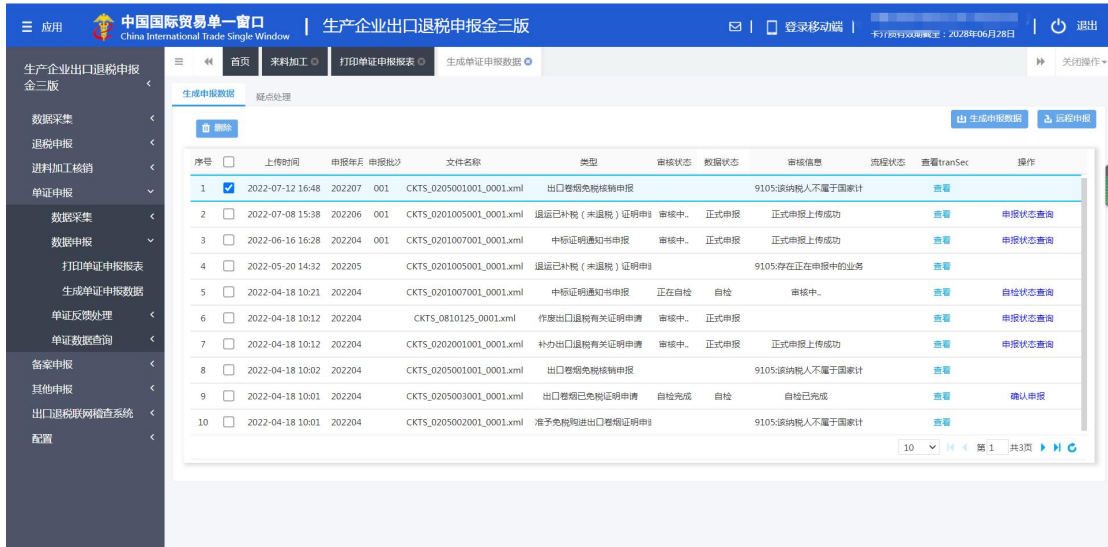 应用 中国国际贸易单一窗口 生产企业出口退税申报金三版 登录移动端 退出
China International Trade Single Window 卡介质有效期截至：2028年06月28日
生产企业出口退税申报
金三版
数据采集
退税申报
进料加工核销
单证申报
数据采集
数据申报
打印单证申报报表
生成单证申报数据
单证反馈处理
单证数据查询
备案申报
其他申报
出口退税联网稽查系统
配置
首页 来料加工 打印单证申报报表 生成单证申报数据 关闭操作
生成申报数据 疑点处理
删除 生成申报数据 远程申报
序号 上传时间 申报年月 申报批次 文件名称 类型 审核状态 数据状态 审核信息 流程状态 查看tranSec 操作
1 2022-07-12 16:48 202207 001 CKTS_0205001001_0001.xml 出口卷烟免税核销申报 9105:该纳税人不属于国家计 查看
2 2022-07-08 15:38 202206 001 CKTS_0201005001_0001.xml 退运已补税（未退税）证明申 审核中.. 正式申报 正式申报上传成功 查看 申报状态查询
3 2022-06-16 16:28 202204 001 CKTS_0201007001_0001.xml 中标证明通知书申报 审核中.. 正式申报 正式申报上传成功 查看 申报状态查询
4 2022-05-20 14:32 202205 CKTS_0201005001_0001.xml 退运已补税（未退税）证明申 9105:存在正在申报中的业务 查看
5 2022-04-18 10:21 202204 CKTS_0201007001_0001.xml 中标证明通知书申报 正在自检 自检 审核中.. 查看 自检状态查询
6 2022-04-18 10:12 202204 CKTS_0810125_0001.xml 作废出口退税有关证明申请 审核中.. 正式申报 查看 申报状态查询
7 2022-04-18 10:12 202204 CKTS_0202001001_0001.xml 补办出口退税有关证明申请 审核中.. 正式申报 正式申报上传成功 查看 申报状态查询
8 2022-04-18 10:02 202204 CKTS_0205001001_0001.xml 出口卷烟免税核销申报 9105:该纳税人不属于国家计 查看
9 2022-04-18 10:01 202204 CKTS_0205003001_0001.xml 出口卷烟已免税证明申请 自检完成 自检 自检已完成 查看 确认申报
10 2022-04-18 10:01 202204 CKTS_0205002001_0001.xml 准予免税购进出口卷烟证明申 9105:该纳税人不属于国家计 查看
10 第 1 共3页